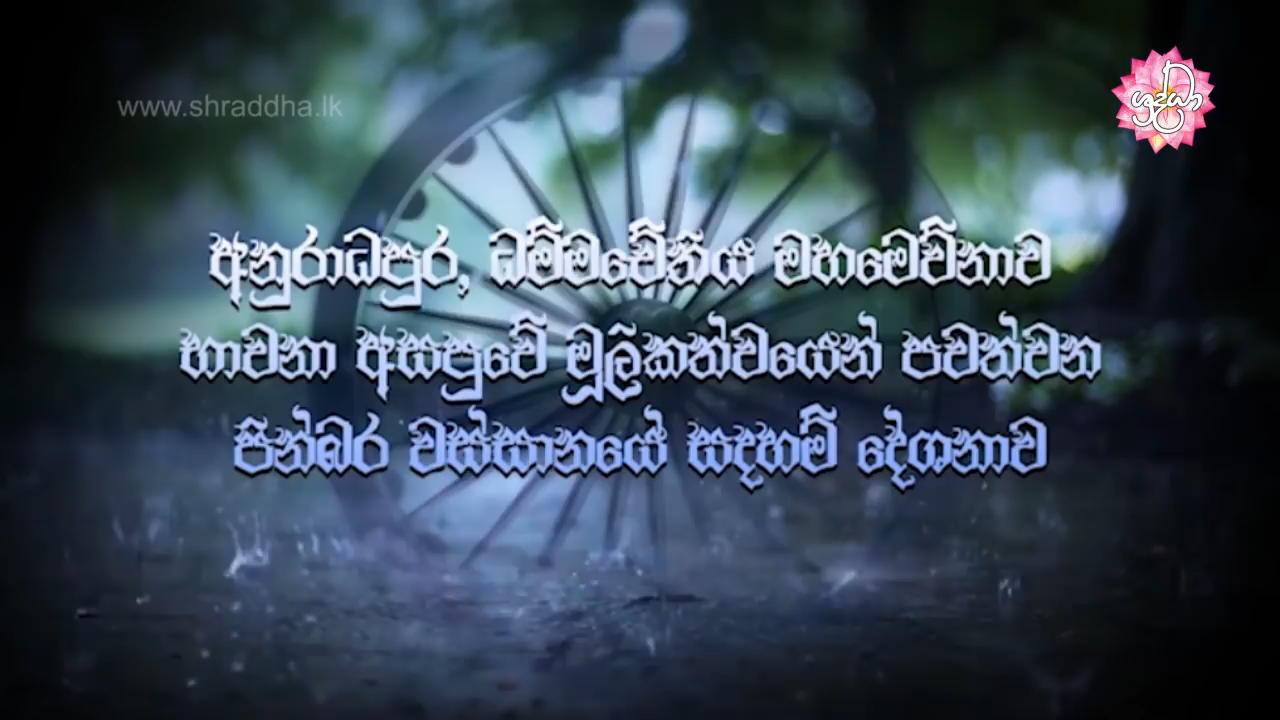 www.shraddha.lk
ශ්‍රද්ධා
අනුරාධපුර, ධම්මචේතිය මහමෙව්නාව
භාවනා අසපුවේ මූලිකත්වයෙන් පවත්වන
පින්බර වස්සානයේ සදහම් දේශනාව